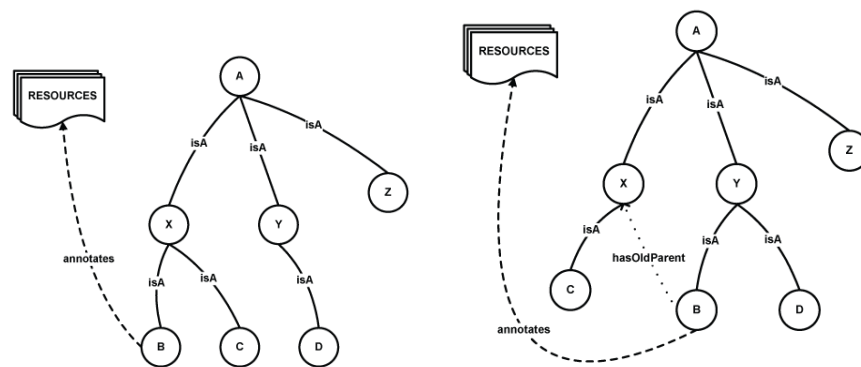 RESOURCES
A
isA
isA
isA
Z
X
Y
annotates
isA
isA
isA
B
C
D
RESOURCES
A
isA
isA
isA
Z
X
Y
isA
hasOldParent
isA
isA
C
B
D
annotates